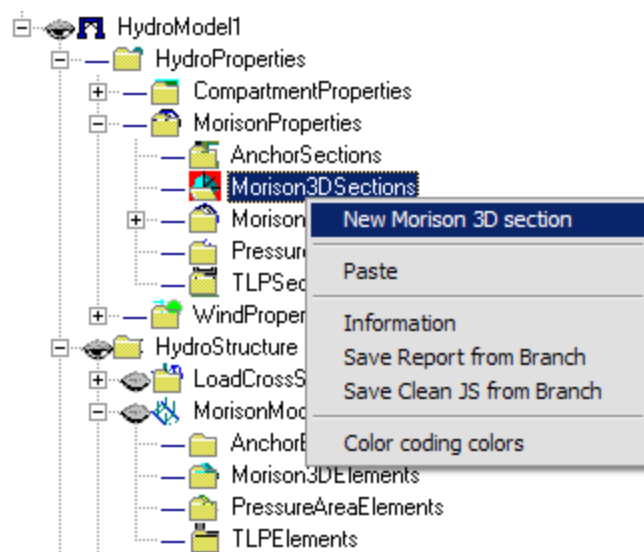 HydroModel1
HydroProperties
CompartmentProperties
MorisonProperties
AnchorSections
Morison3DSections
Morison
New Morison 3D section
Pressur
Paste
TLPSec
WindProper
Information
HydroStructure
Save Report from Branch
LoadCrossS
Save Clean JS from Branch
MorisonMod
AnchorE
Color coding colors
Morison3DElements
PressureAreaElements
TLPElements